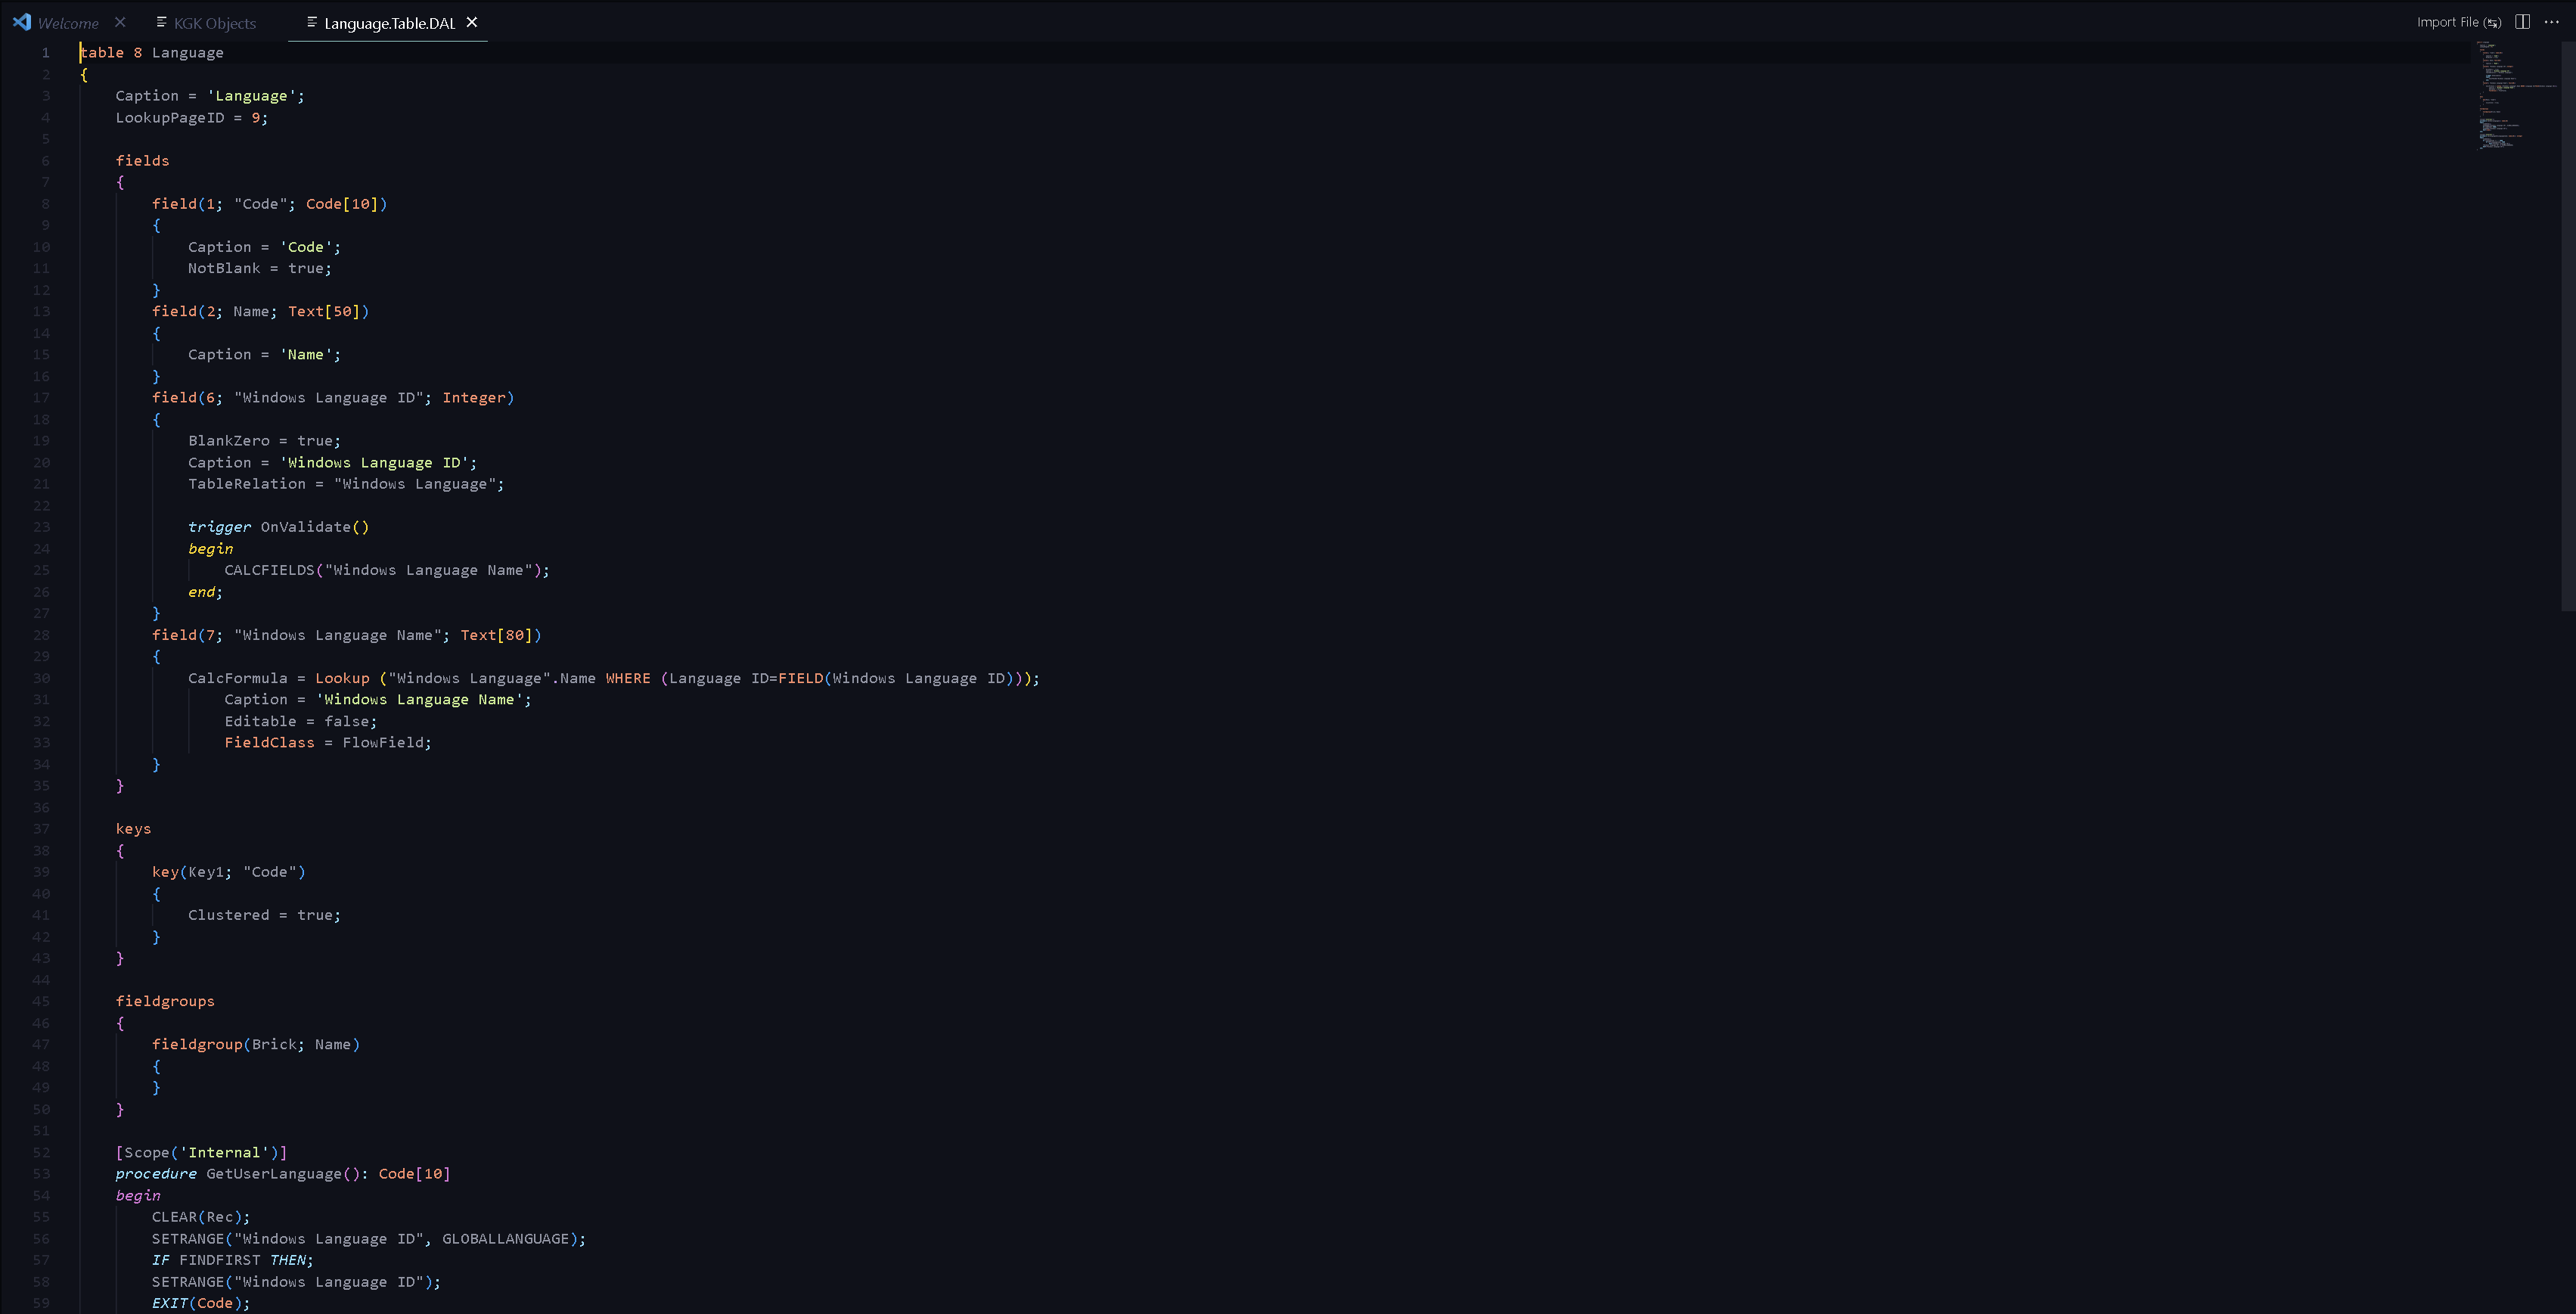 Welcome
KGK Objects
Language.Table.DAL
Import File (⇆)
1 table 8 Language
2 {
3     Caption = 'Language';
4     LookupPageID = 9;
5
6     fields
7     {
8         field(1; "Code"; Code[10])
9         {
10             Caption = 'Code';
11             NotBlank = true;
12         }
13         field(2; Name; Text[50])
14         {
15             Caption = 'Name';
16         }
17         field(6; "Windows Language ID"; Integer)
18         {
19             BlankZero = true;
20             Caption = 'Windows Language ID';
21             TableRelation = "Windows Language";
22
23             trigger OnValidate()
24             begin
25                 CALCFIELDS("Windows Language Name");
26             end;
27         }
28         field(7; "Windows Language Name"; Text[80])
29         {
30             CalcFormula = Lookup ("Windows Language".Name WHERE (Language ID=FIELD(Windows Language ID)));
31                 Caption = 'Windows Language Name';
32                 Editable = false;
33                 FieldClass = FlowField;
34         }
35     }
36
37     keys
38     {
39         key(Key1; "Code")
40         {
41             Clustered = true;
42         }
43     }
44
45     fieldgroups
46     {
47         fieldgroup(Brick; Name)
48         {
49         }
50     }
51
52     [Scope('Internal')]
53     procedure GetUserLanguage(): Code[10]
54     begin
55         CLEAR(Rec);
56         SETRANGE("Windows Language ID", GLOBALLANGUAGE);
57         IF FINDFIRST THEN;
58         SETRANGE("Windows Language ID");
59         EXIT(Code);